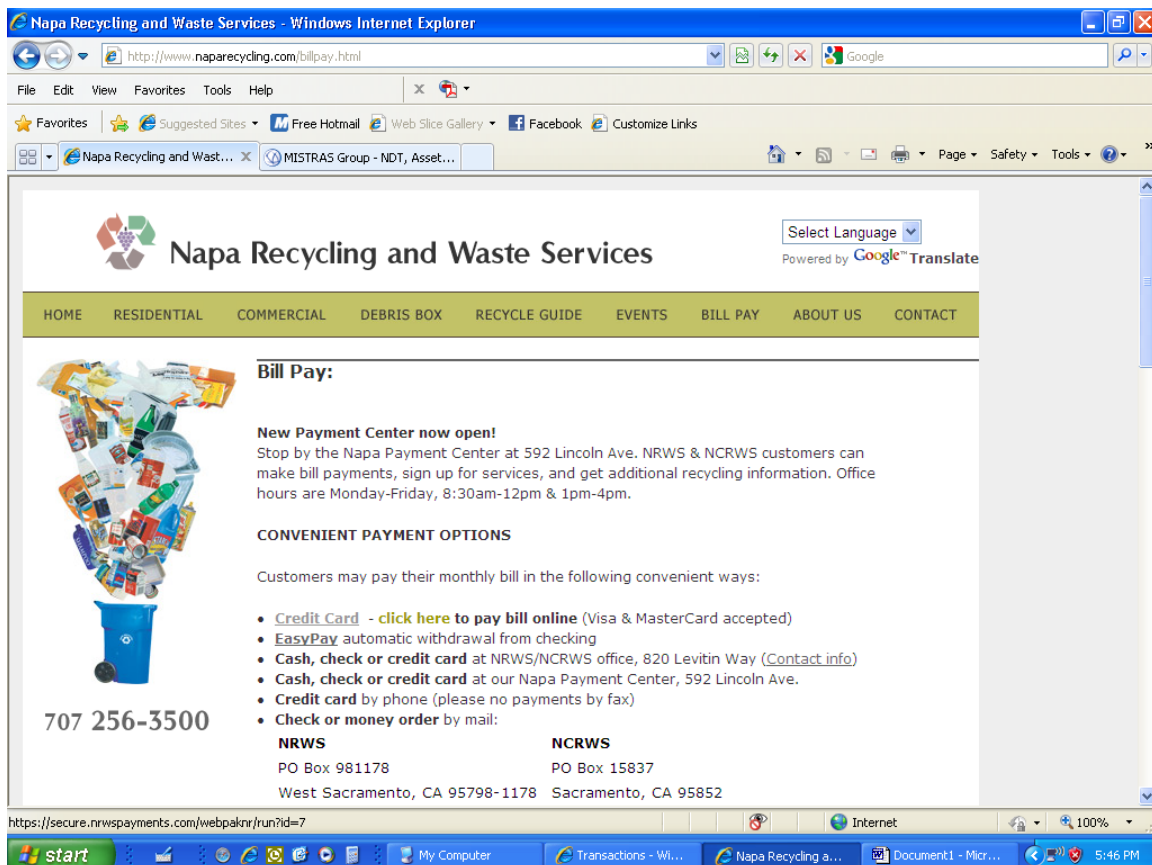 Napa Recycling and Waste Services - Windows Internet Explorer
http://www.naparecycling.com/billpay.html
Google
File Edit View Favorites Tools Help
x
Favorites Suggested Sites Free Hotmail Web Slice Gallery Facebook Customize Links
Napa Recycling and Wast... MISTRAS Group - NDT, Asset...
Page Safety Tools
Napa Recycling and Waste Services
Select Language
Powered by Google™ Translate
HOME RESIDENTIAL COMMERCIAL DEBRIS BOX RECYCLE GUIDE EVENTS BILL PAY ABOUT US CONTACT
Bill Pay:
New Payment Center now open!
Stop by the Napa Payment Center at 592 Lincoln Ave. NRWS & NCRWS customers can
make bill payments, sign up for services, and get additional recycling information. Office
hours are Monday-Friday, 8:30am-12pm & 1pm-4pm.
CONVENIENT PAYMENT OPTIONS
Customers may pay their monthly bill in the following convenient ways:
• Credit Card - click here to pay bill online (Visa & MasterCard accepted)
• EasyPay automatic withdrawal from checking
• Cash, check or credit card at NRWS/NCRWS office, 820 Levitin Way (Contact info)
• Cash, check or credit card at our Napa Payment Center, 592 Lincoln Ave.
• Credit card by phone (please no payments by fax)
• Check or money order by mail:
707 256-3500
NRWS NCRWS
PO Box 981178 PO Box 15837
West Sacramento, CA 95798-1178 Sacramento, CA 95852
https://secure.nrwspayments.com/webpaknr/run?id=7
Internet
100%
start
My Computer
Transactions - Wi...
Napa Recycling a...
Document1 - Micr...
5:46 PM